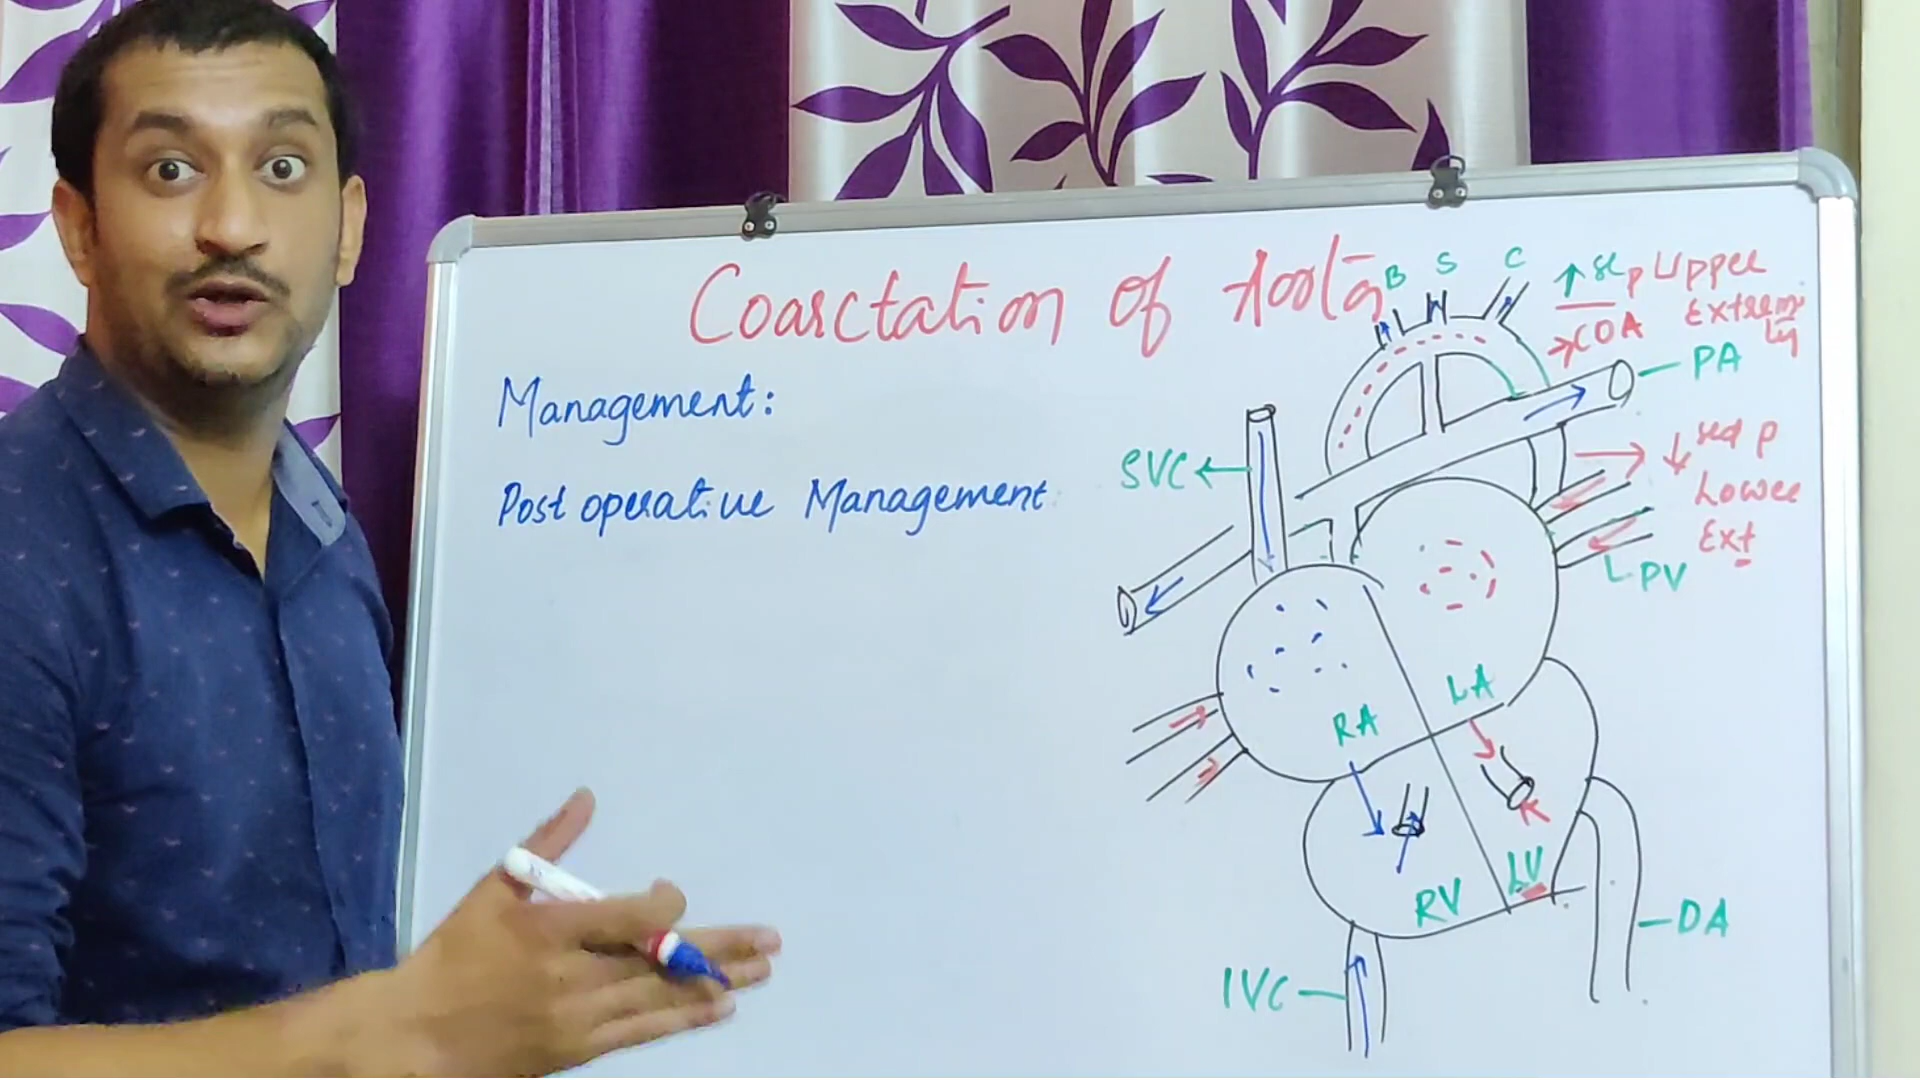 Coarctation of Aorta
Management:
Post operative Management
B S C
↑sed p Upper
Extremity
→COA
PA
SVC
↓ sed p
Lower
Ext
PV
LA
RA
LV
RV
DA
IVC